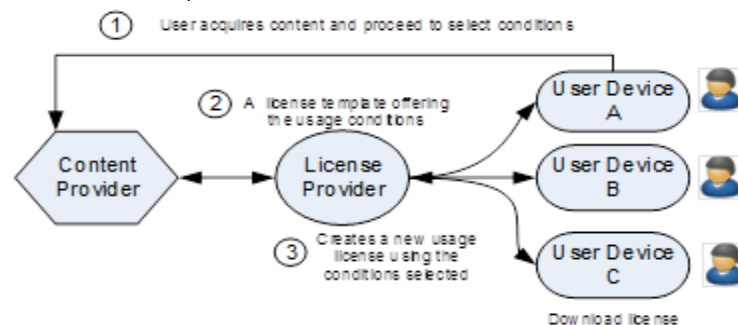 1 User acquires content and proceed to select conditions
2 A license template offering
the usage conditions
User Device
A
Content
Provider
License
Provider
User Device
B
3 Creates a new usage
license using the
conditions selected
User Device
C
Download license